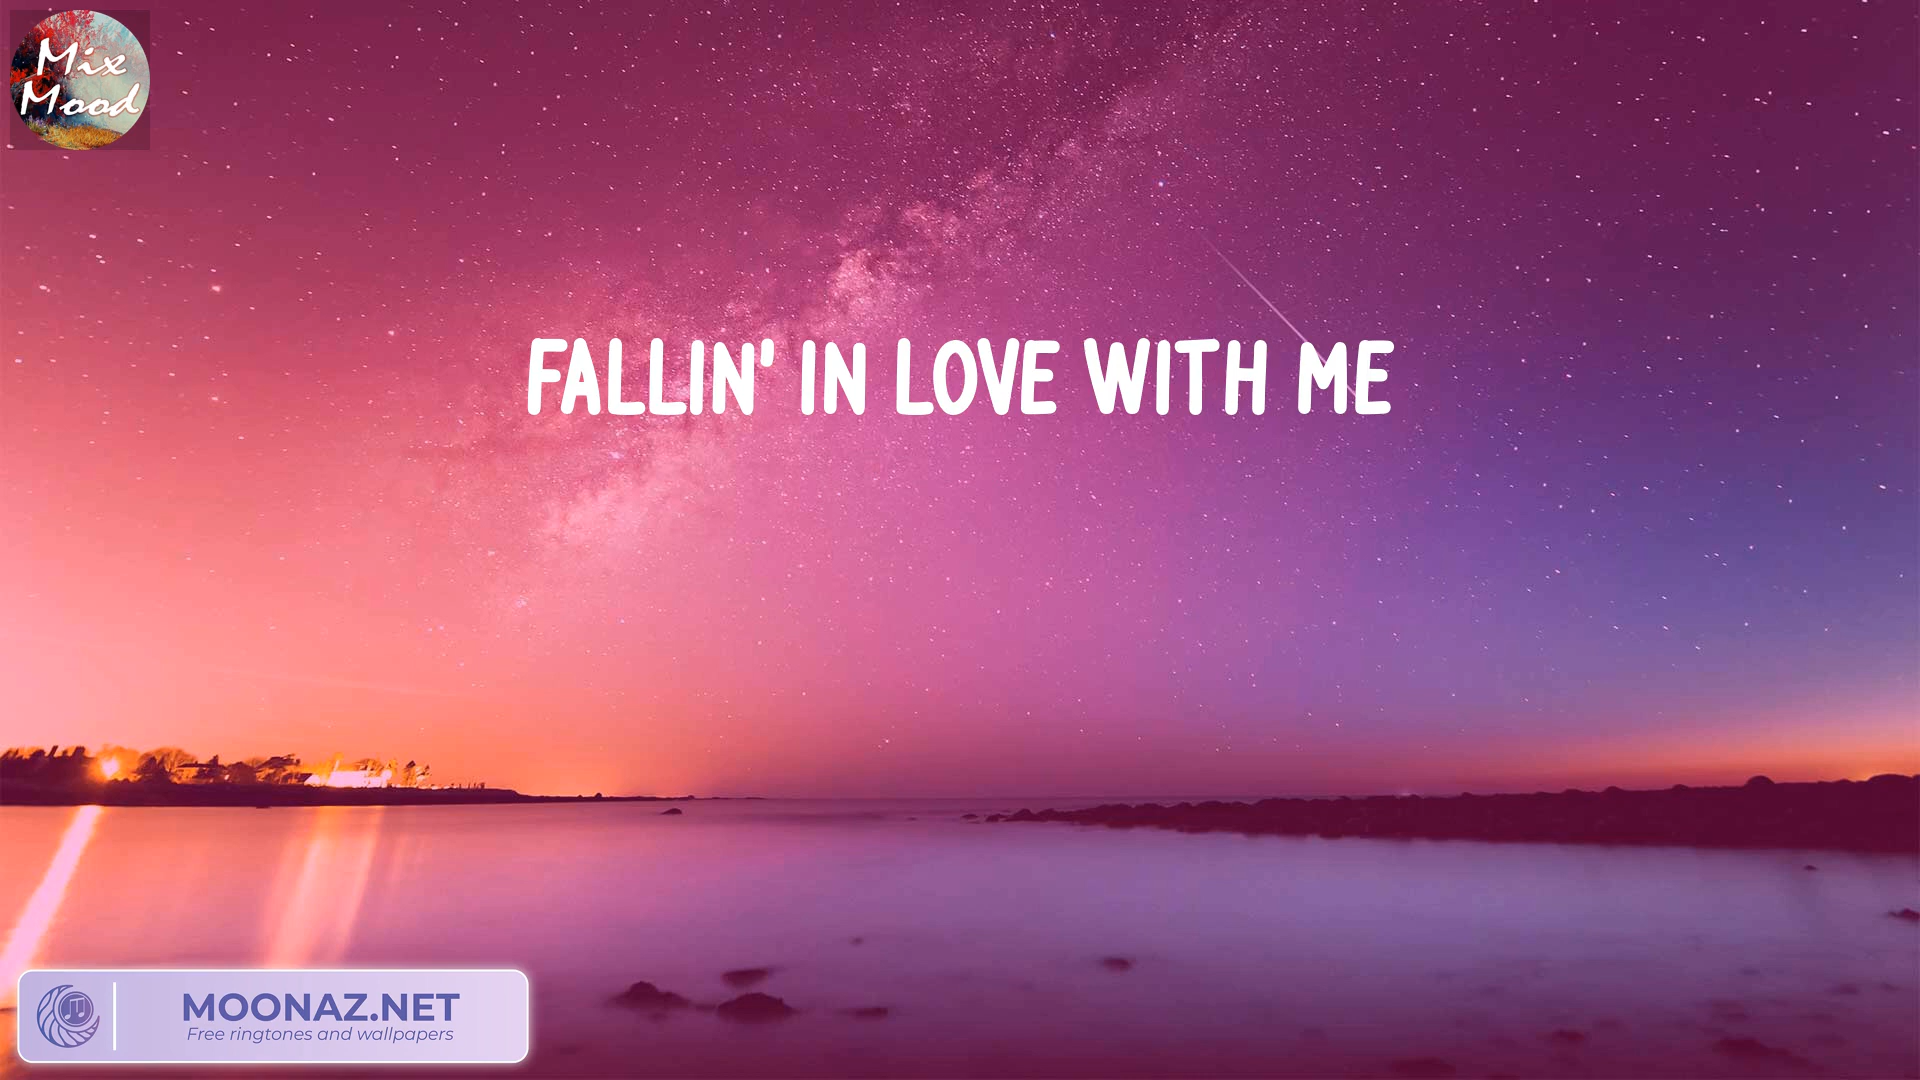 Mix
Mood
FALLIN' IN LOVE WITH ME
MOONAZ.NET
Free ringtones and wallpapers